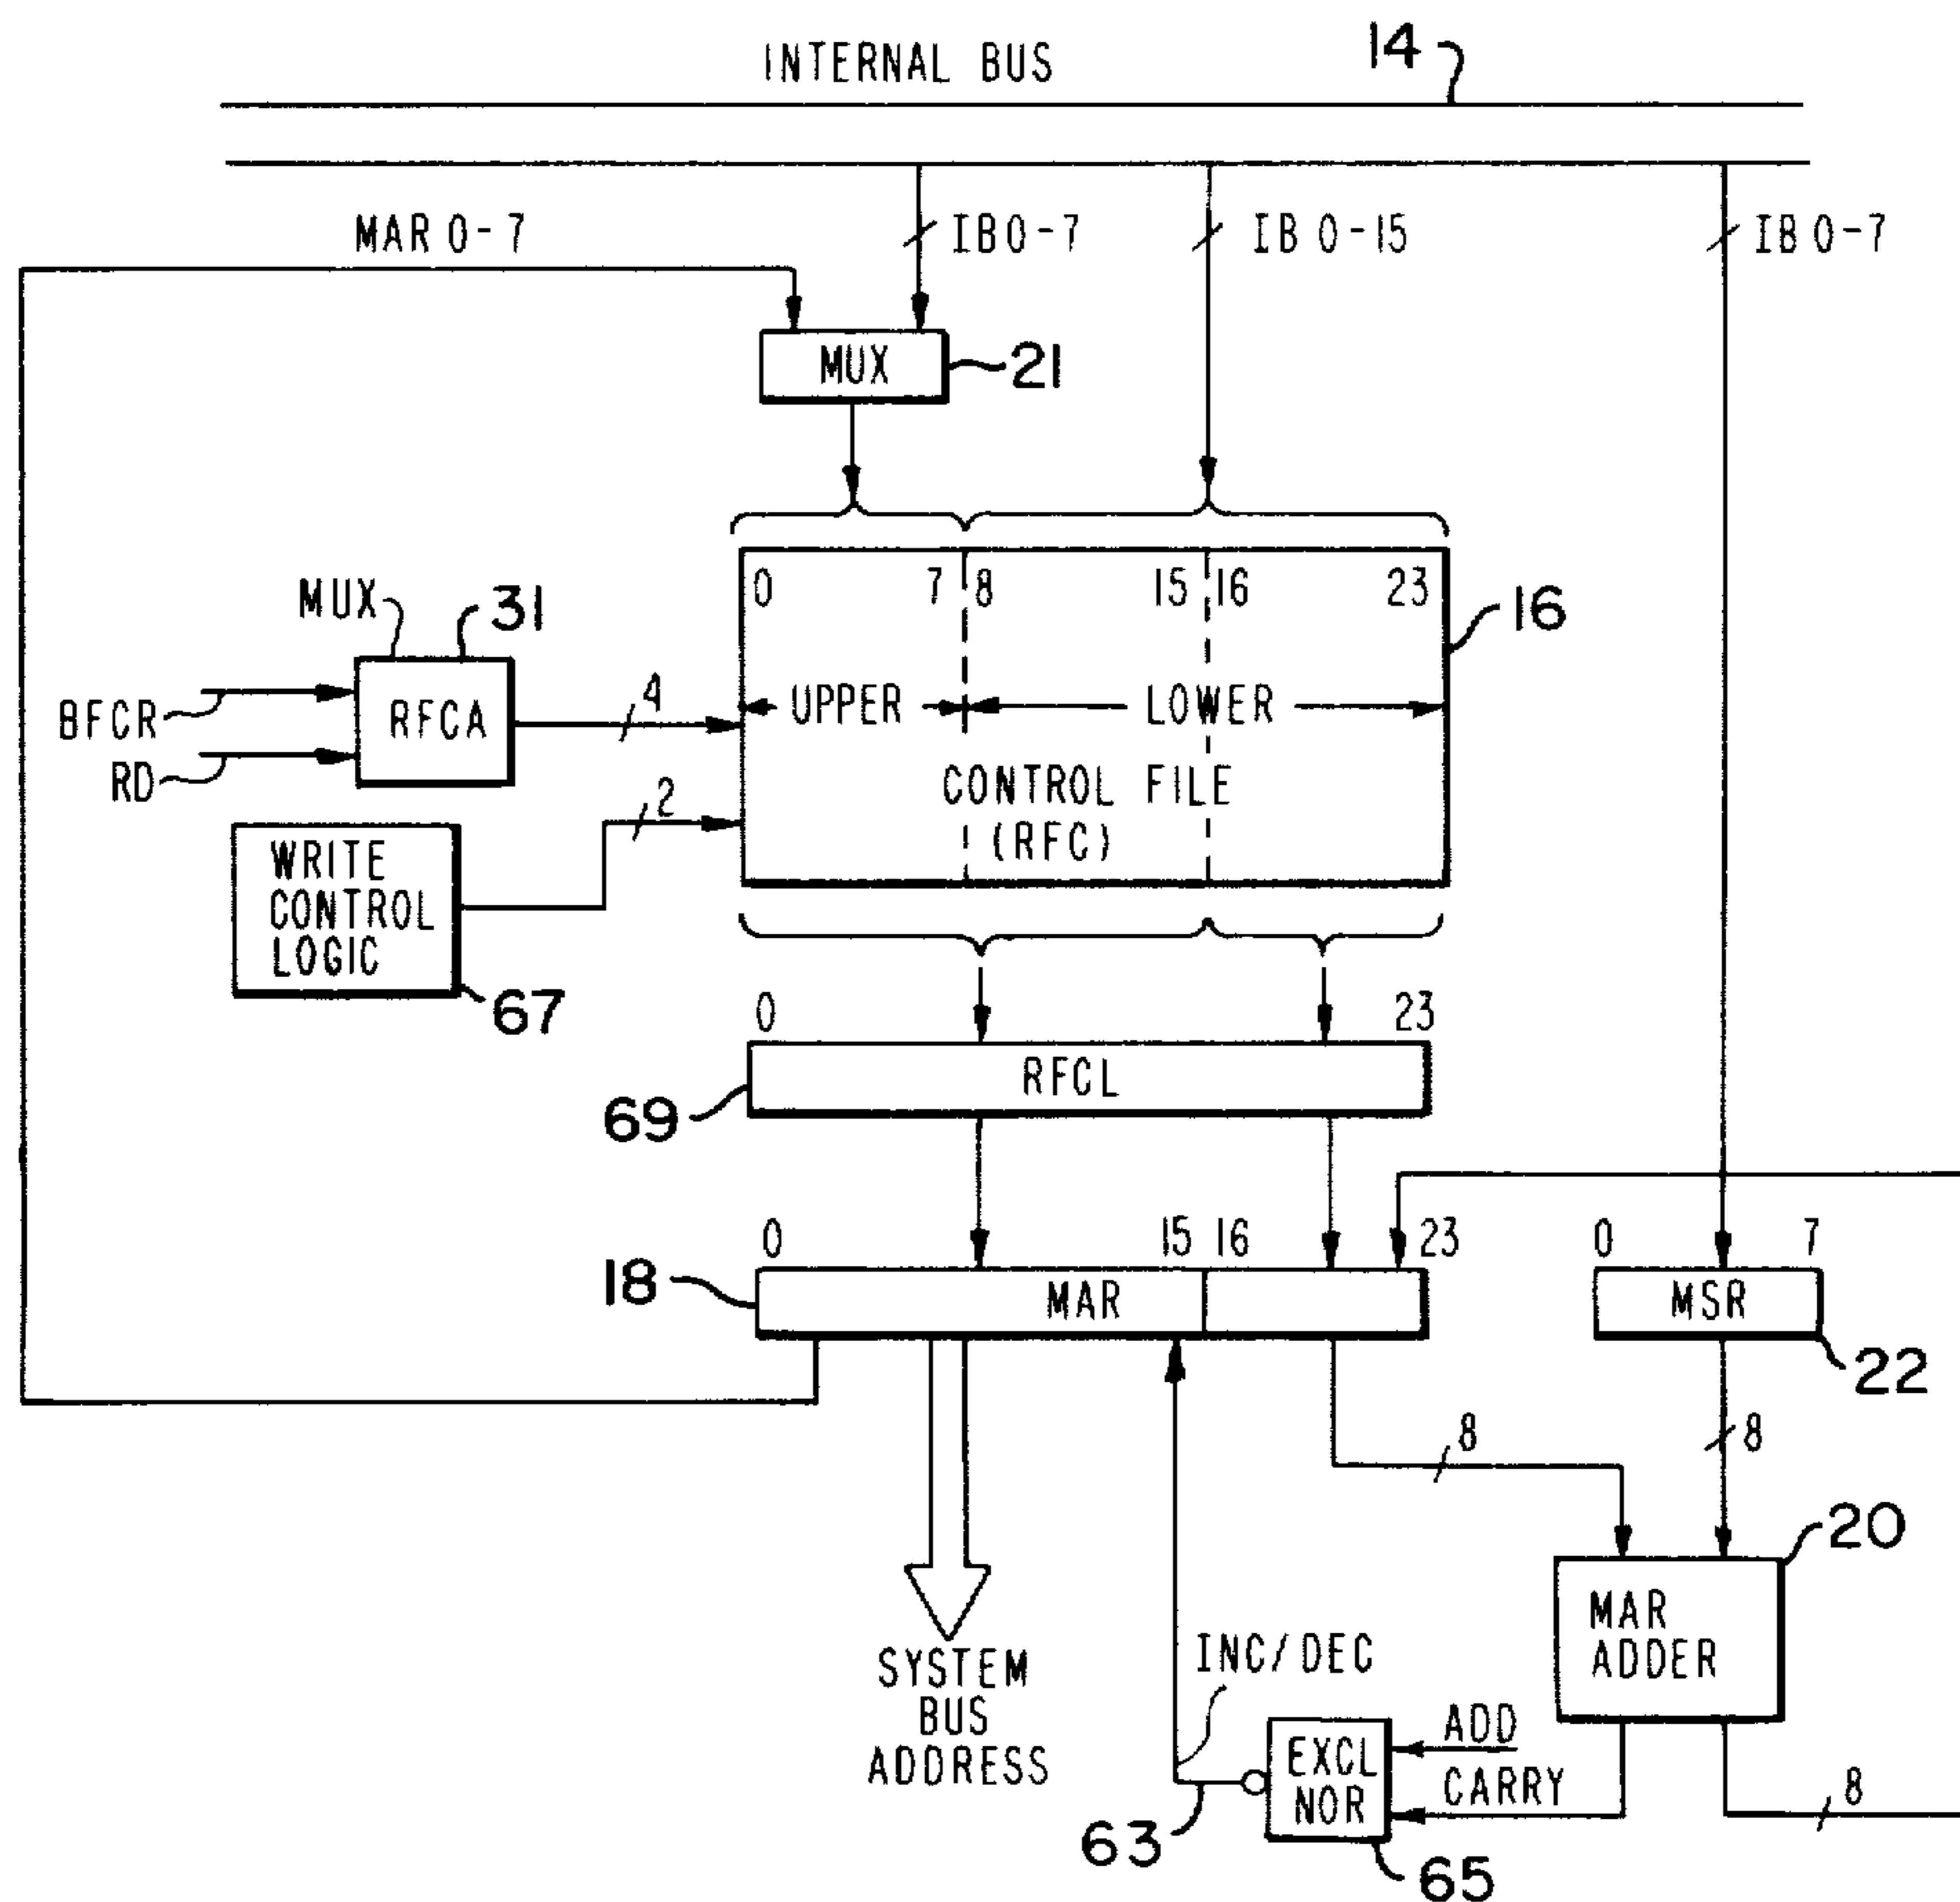 INTERNAL BUS
14
MAR 0-7
IB0-7
IB 0-15
IB 0-7
MUX
21
0
7
8
15
16
23
16
MUX
31
BFCR
RD
RFCA
4
UPPER
LOWER
CONTROL FILE
(RFC)
2
WRITE
CONTROL
LOGIC
67
0
23
RFCL
69
0
15
16
23
0
7
18
MAR
MSR
22
8
8
20
MAR
ADDER
SYSTEM
BUS
ADDRESS
INC/DEC
EXCL
NOR
ADD
CARRY
8
63
65